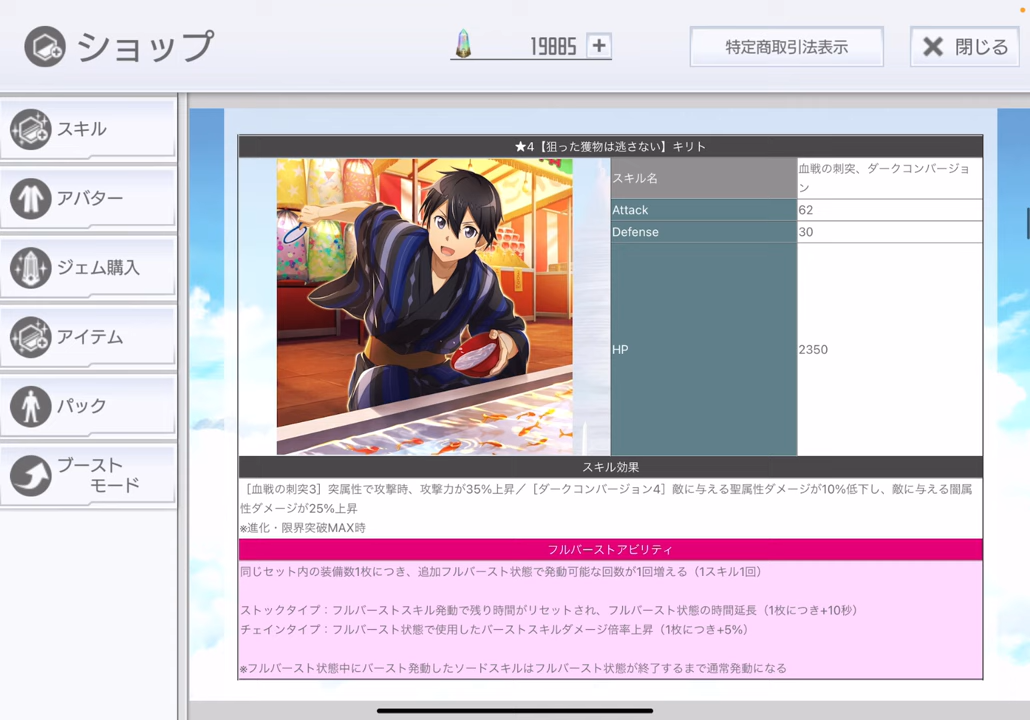 ショップ
19885
特定商取引法表示
閉じる
スキル
アバター
ジェム購入
アイテム
パック
ブースト
モード
★4【狙った獲物は逃さない】キリト
スキル名
血戦の刺突、ダークコンバージョ
ン
Attack
62
Defense
30
HP
2350
スキル効果
［血戦の刺突3］突属性で攻撃時、攻撃力が35%上昇／［ダークコンバージョン4］敵に与える聖属性ダメージが10%低下し、敵に与える闇属
性ダメージが25%上昇
※進化・限界突破MAX時
フルバーストアビリティ
同じセット内の装備数1枚につき、追加フルバースト状態で発動可能な回数が1回増える（1スキル1回）
ストックタイプ：フルバーストスキル発動で残り時間がリセットされ、フルバースト状態の時間延長（1枚につき+10秒）
チェインタイプ：フルバースト状態で使用したバーストスキルダメージ倍率上昇（1枚につき+5%）
※フルバースト状態中にバースト発動したソードスキルはフルバースト状態が終了するまで通常発動になる